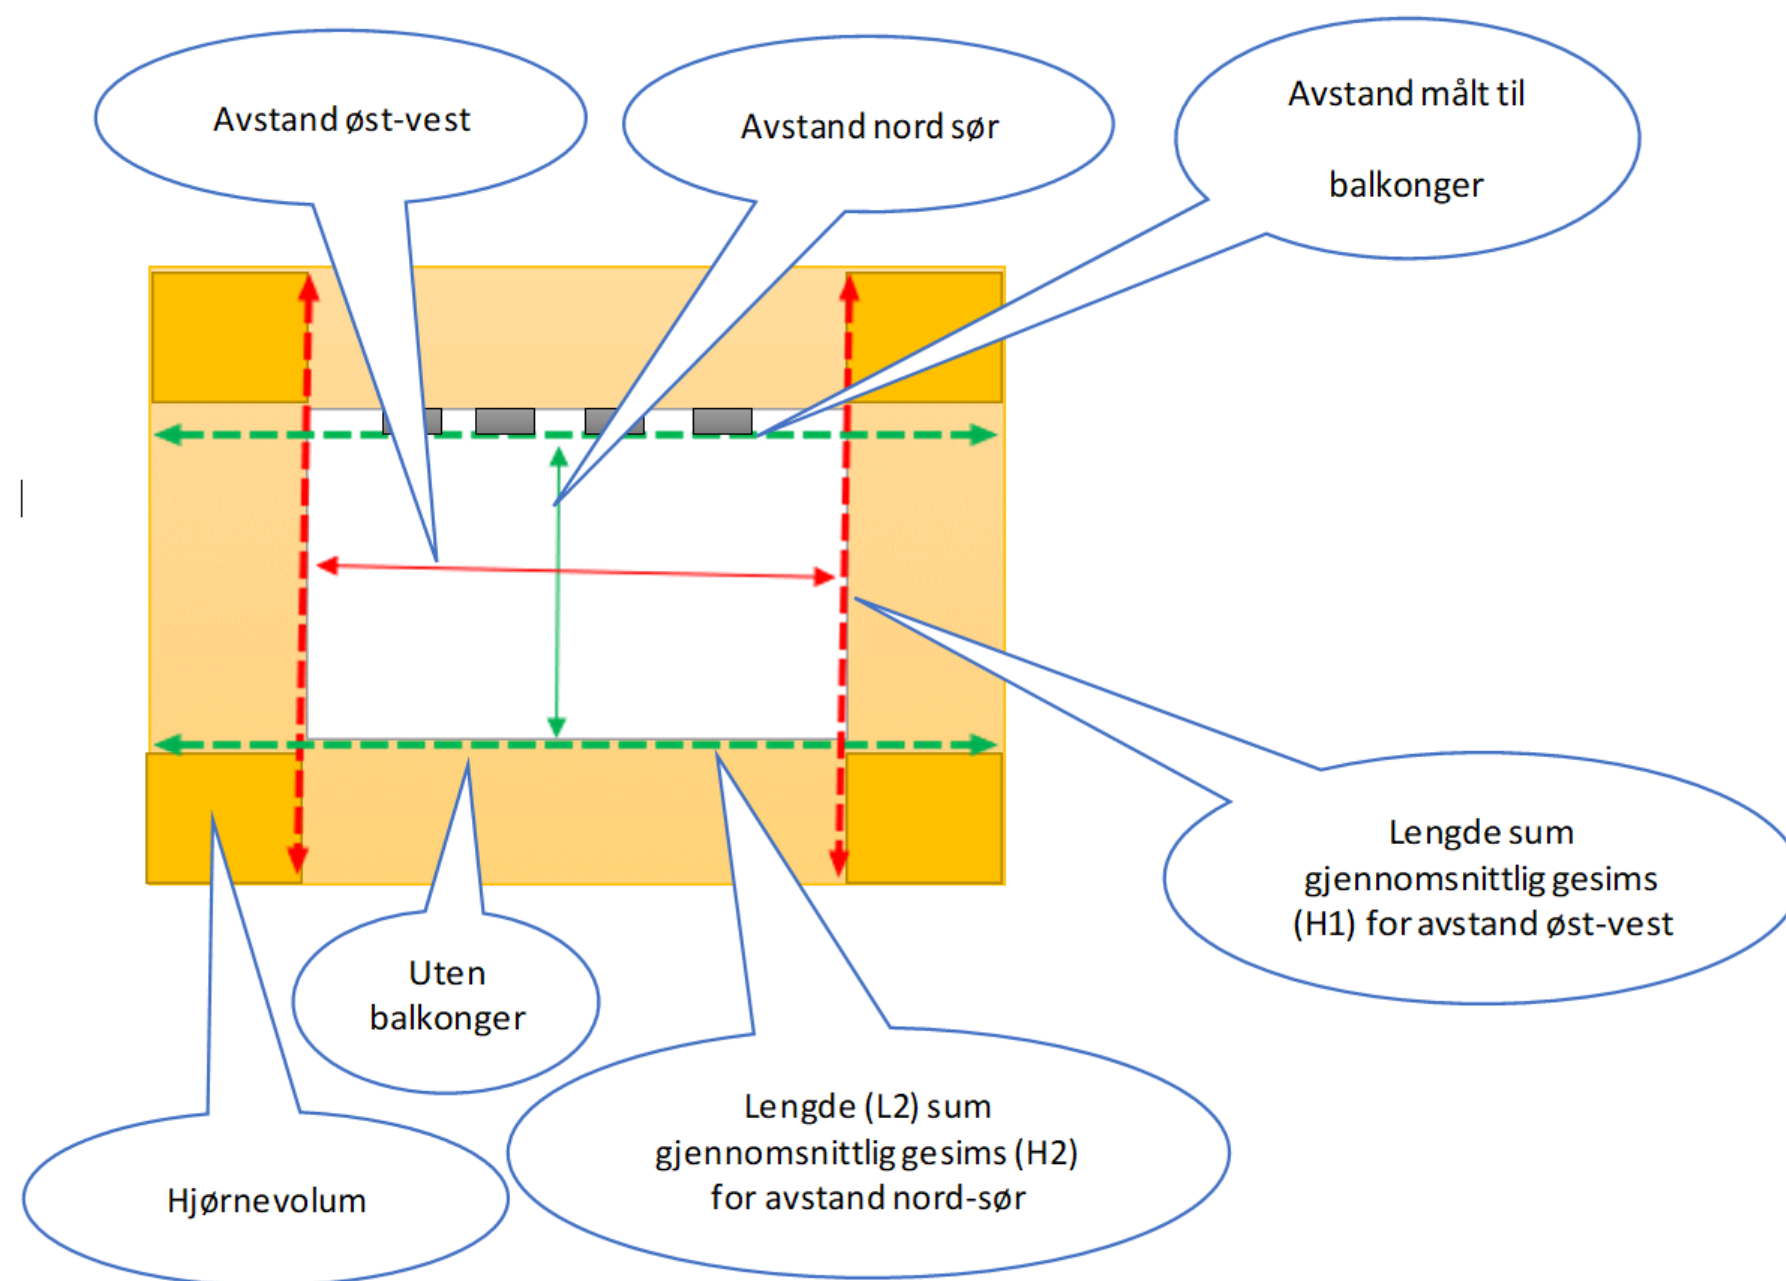 Avstand øst-vest
Avstand nord sør
Avstand målt til
balkonger
Lengde sum
gjennomsnittlig gesims
(H1) for avstand øst-vest
Uten
balkonger
Lengde (L2) sum
gjennomsnittlig gesims (H2)
for avstand nord-sør
Hjørnevolum